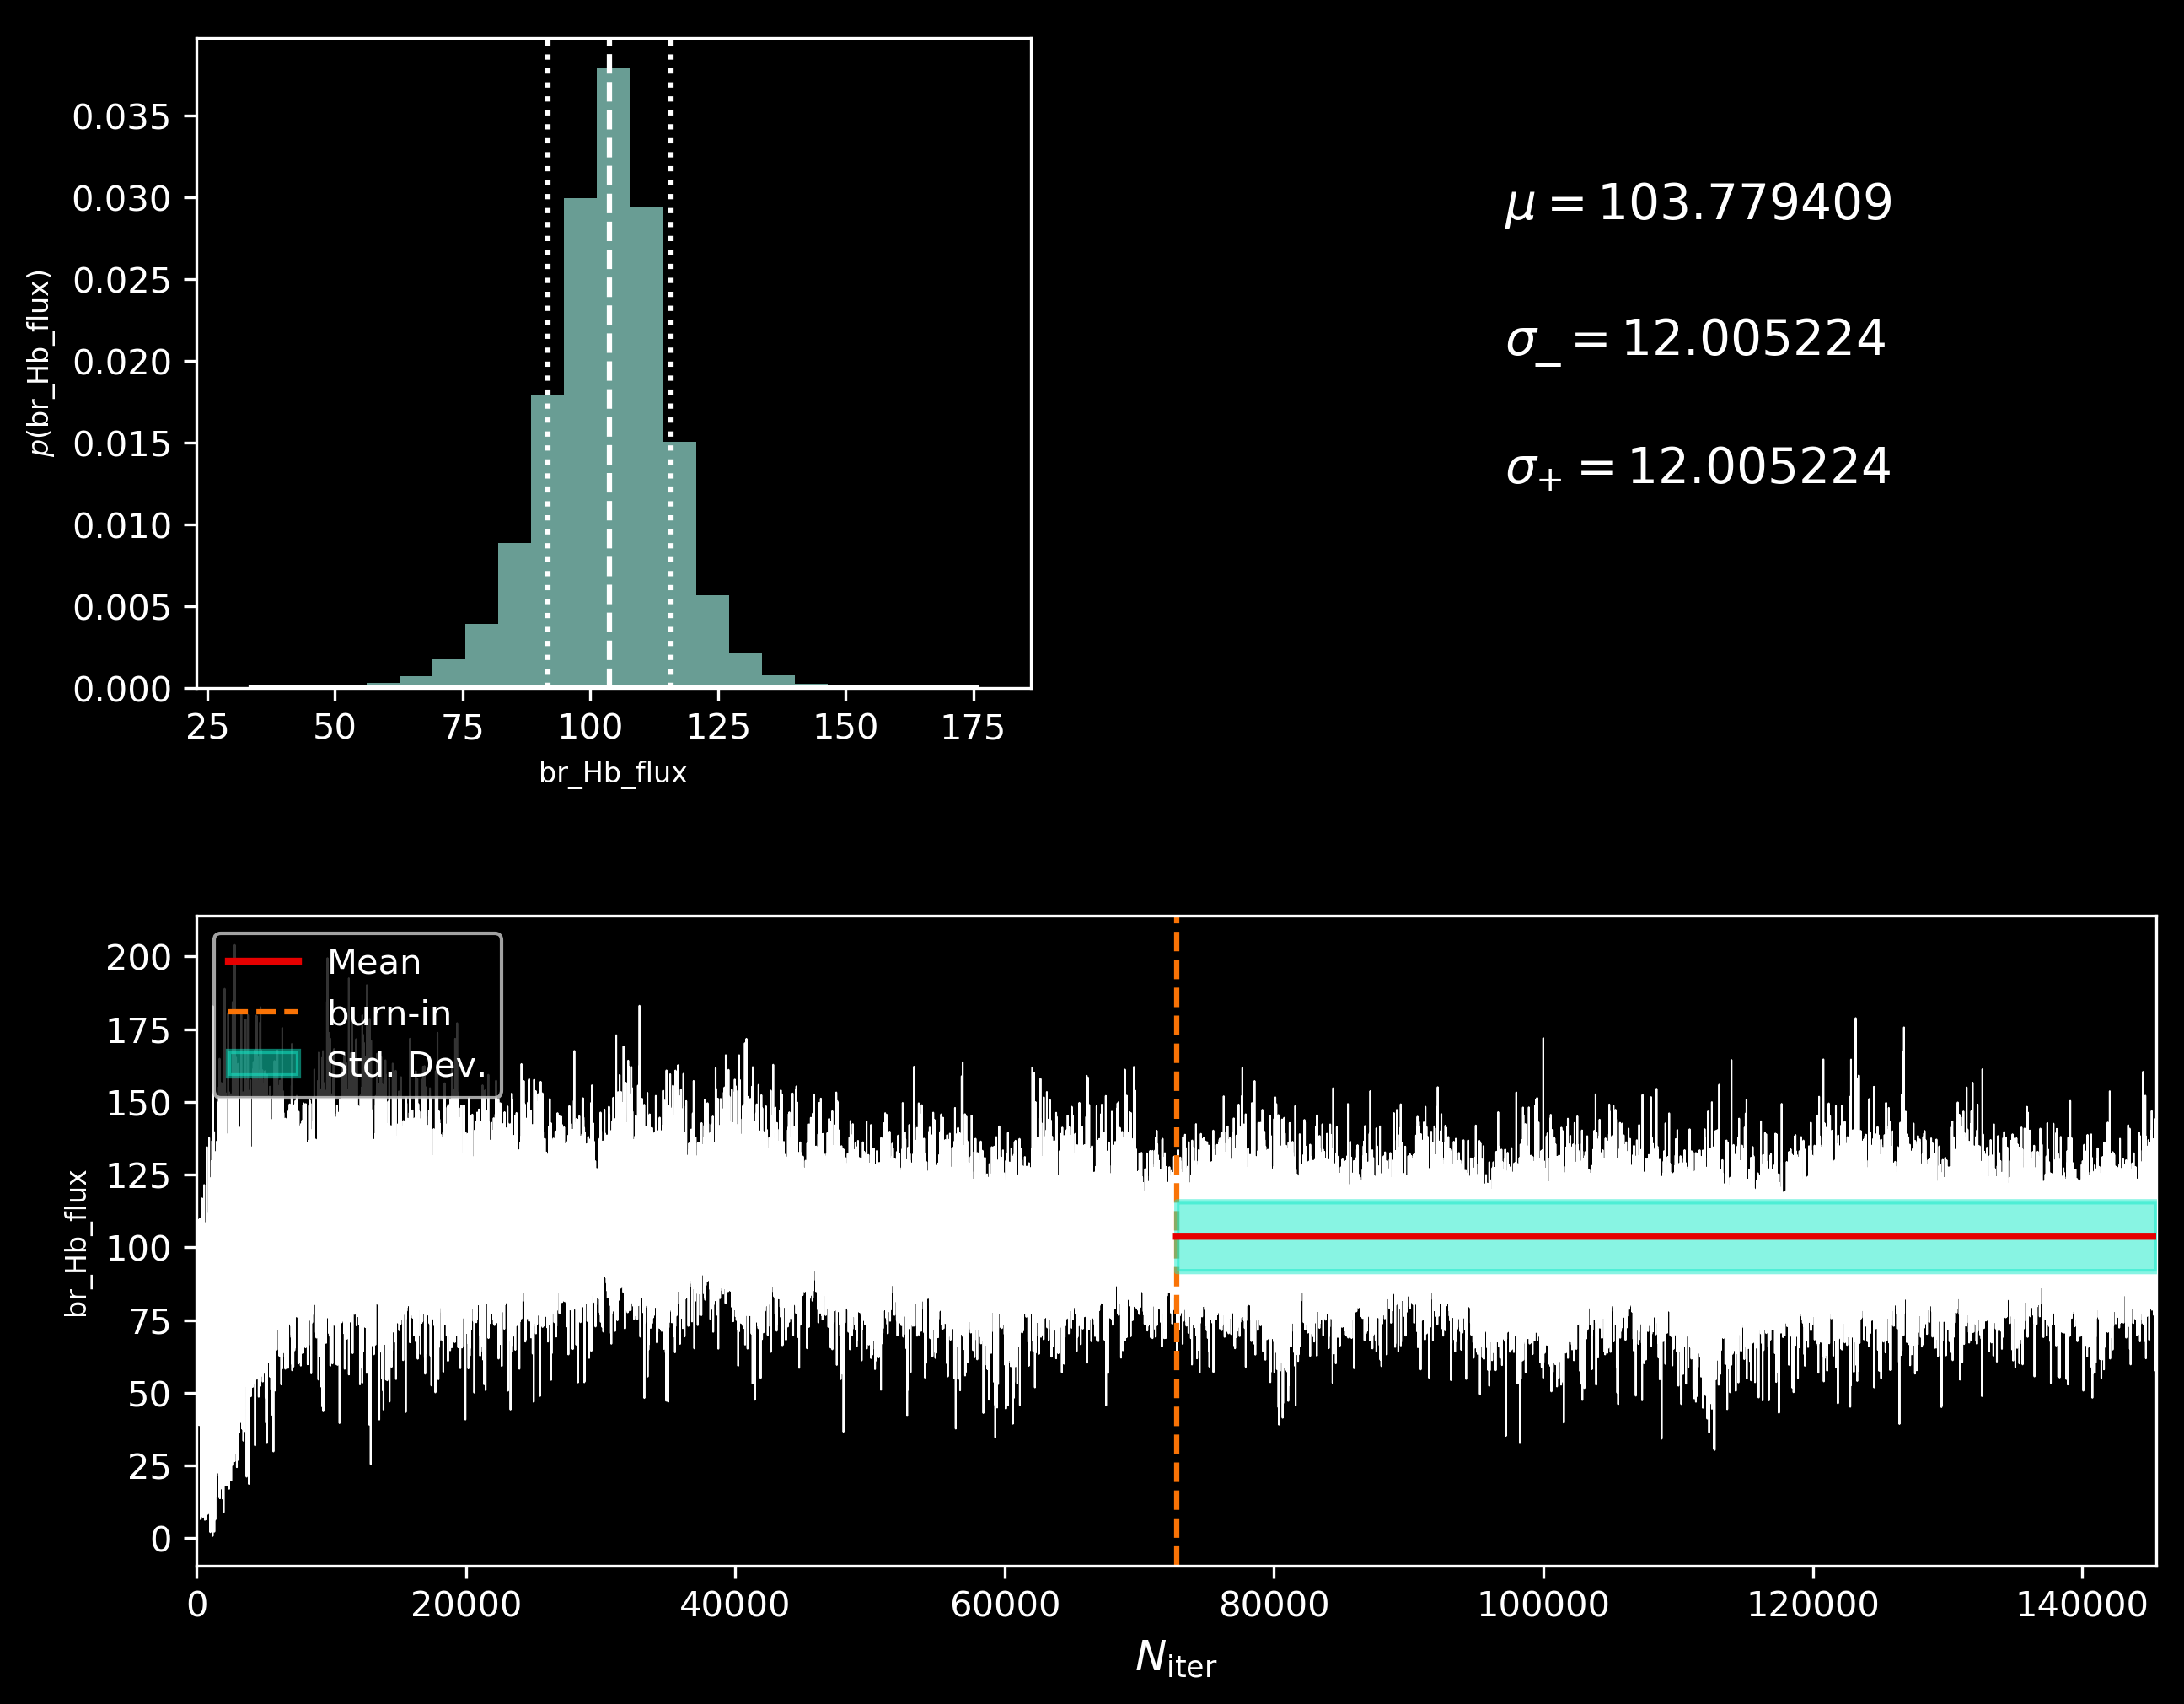 0.035
0.030
0.025
0.020
0.015
0.010
0.005
0.000
p(br_Hb_flux)
25 50 75 100 125 150 175
br_Hb_flux
μ = 103.779409
σ₋ = 12.005224
σ₊ = 12.005224
200
175
150
125
100
75
50
25
0
br_Hb_flux
Mean
burn-in
Std. Dev.
0 20000 40000 60000 80000 100000 120000 140000
N_iter